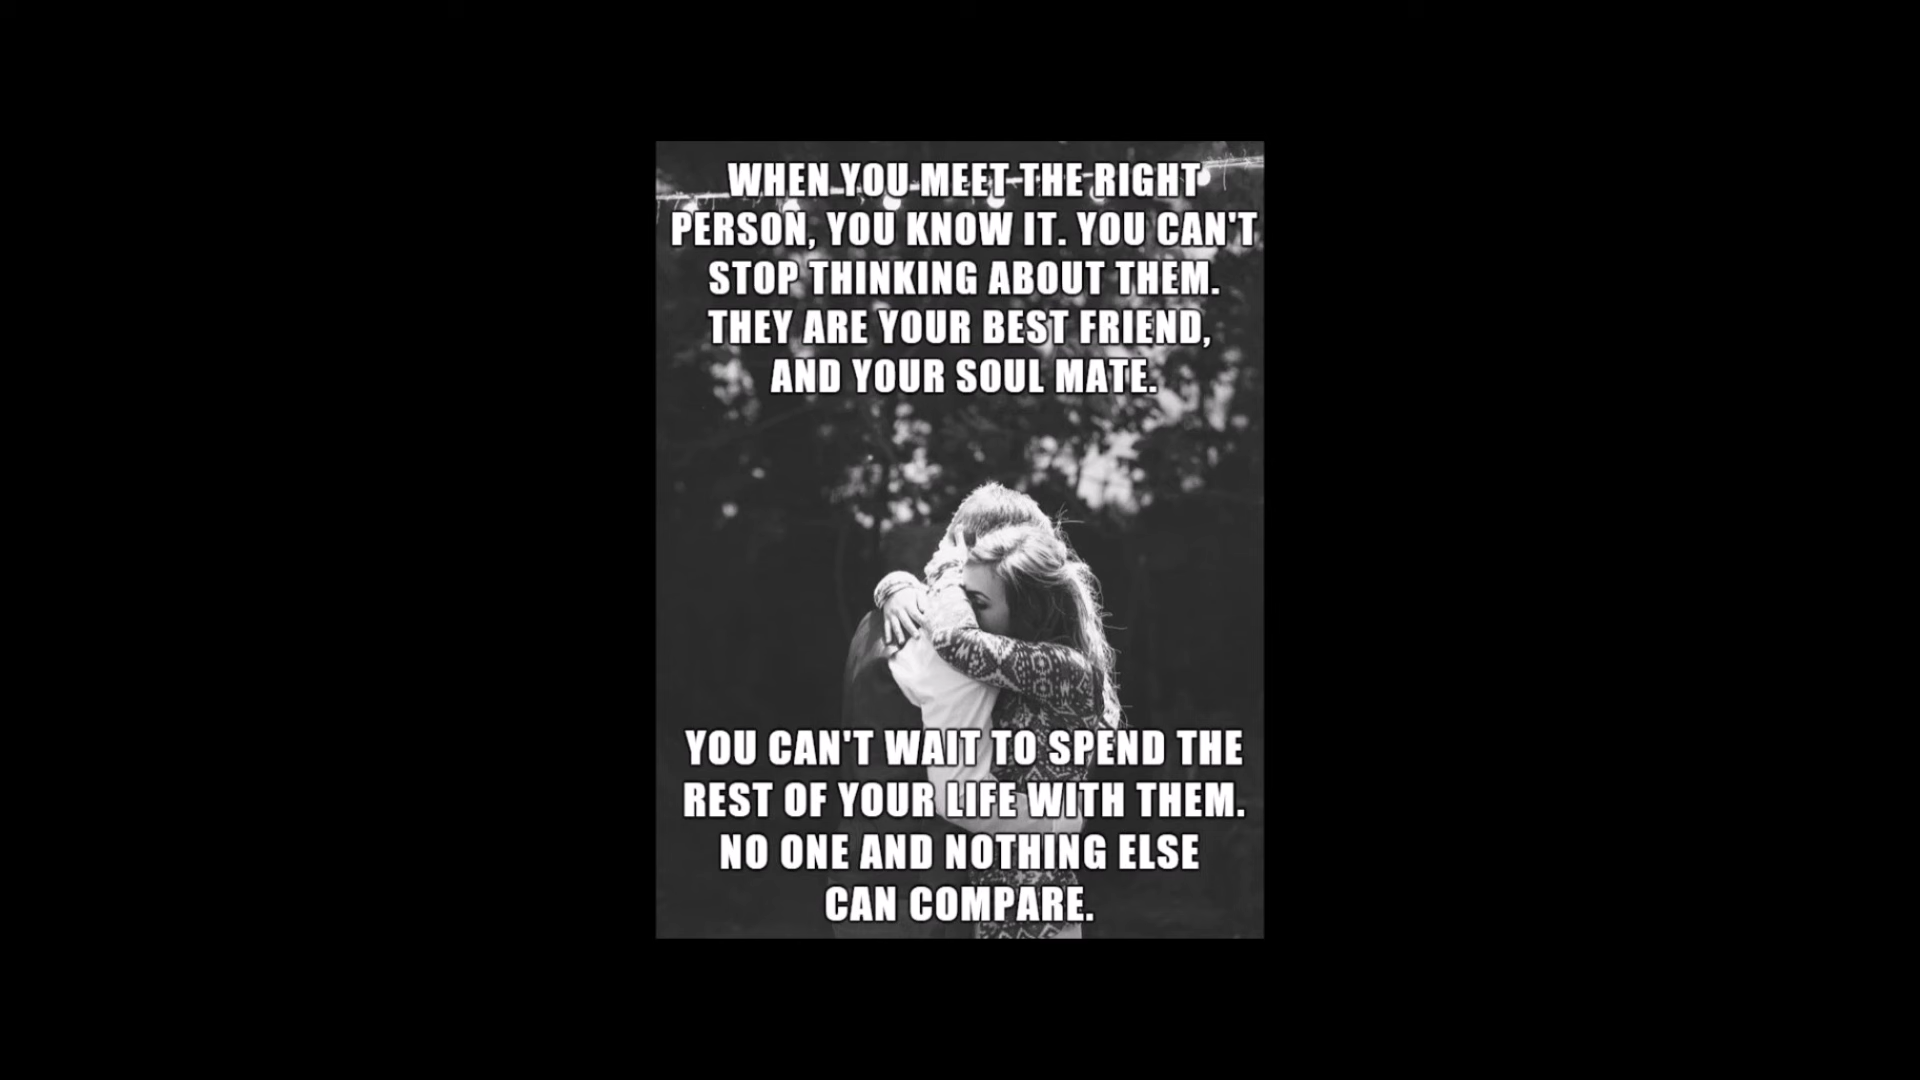 WHEN YOU MEET THE RIGHT
PERSON, YOU KNOW IT. YOU CAN'T
STOP THINKING ABOUT THEM.
THEY ARE YOUR BEST FRIEND,
AND YOUR SOUL MATE.
YOU CAN'T WAIT TO SPEND THE
REST OF YOUR LIFE WITH THEM.
NO ONE AND NOTHING ELSE
CAN COMPARE.